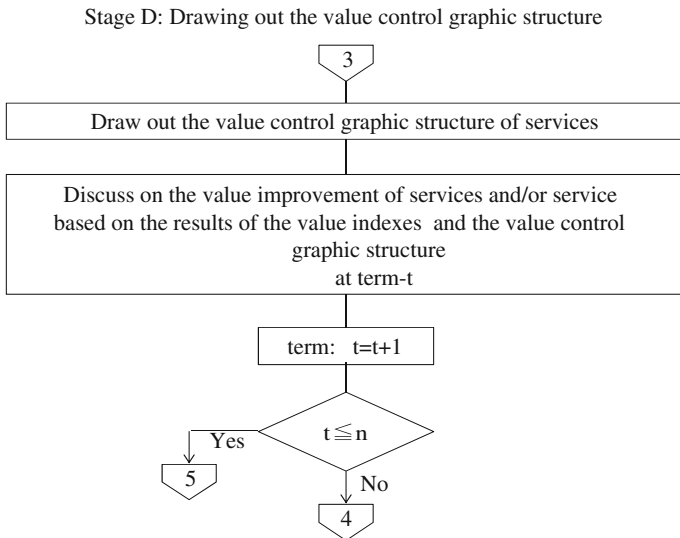 Stage D: Drawing out the value control graphic structure
3
Draw out the value control graphic structure of services
Discuss on the value improvement of services and/or service
based on the results of the value indexes and the value control
graphic structure
at term-t
term: t=t+1
t≦n
Yes
5
No
4